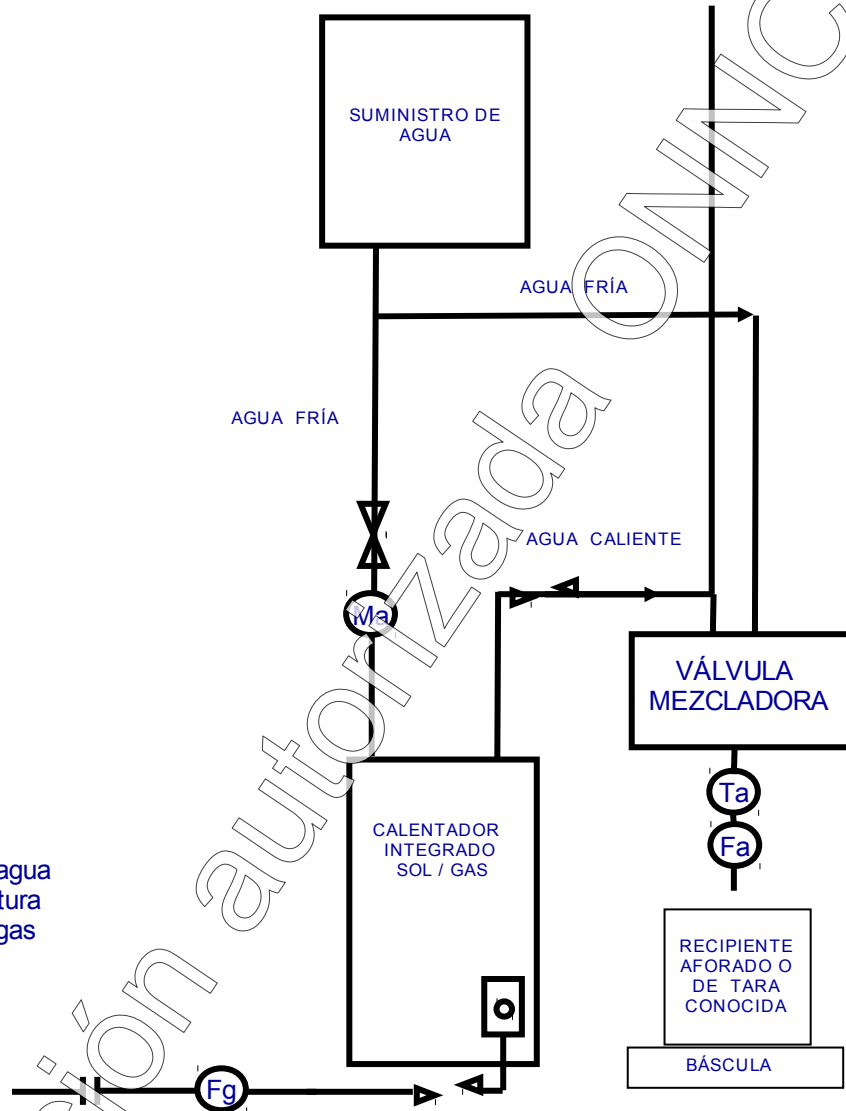 SUMINISTRO DE
AGUA
AGUA FRÍA
AGUA FRÍA
AGUA CALIENTE
Ma
VÁLVULA
MEZCLADORA
Ta
Fa
CALENTADOR
INTEGRADO
SOL / GAS
agua
tura
gas
RECIPIENTE
AFORADO O
DE TARA
CONOCIDA
BÁSCULA
Fg
ión autorizada ONNC